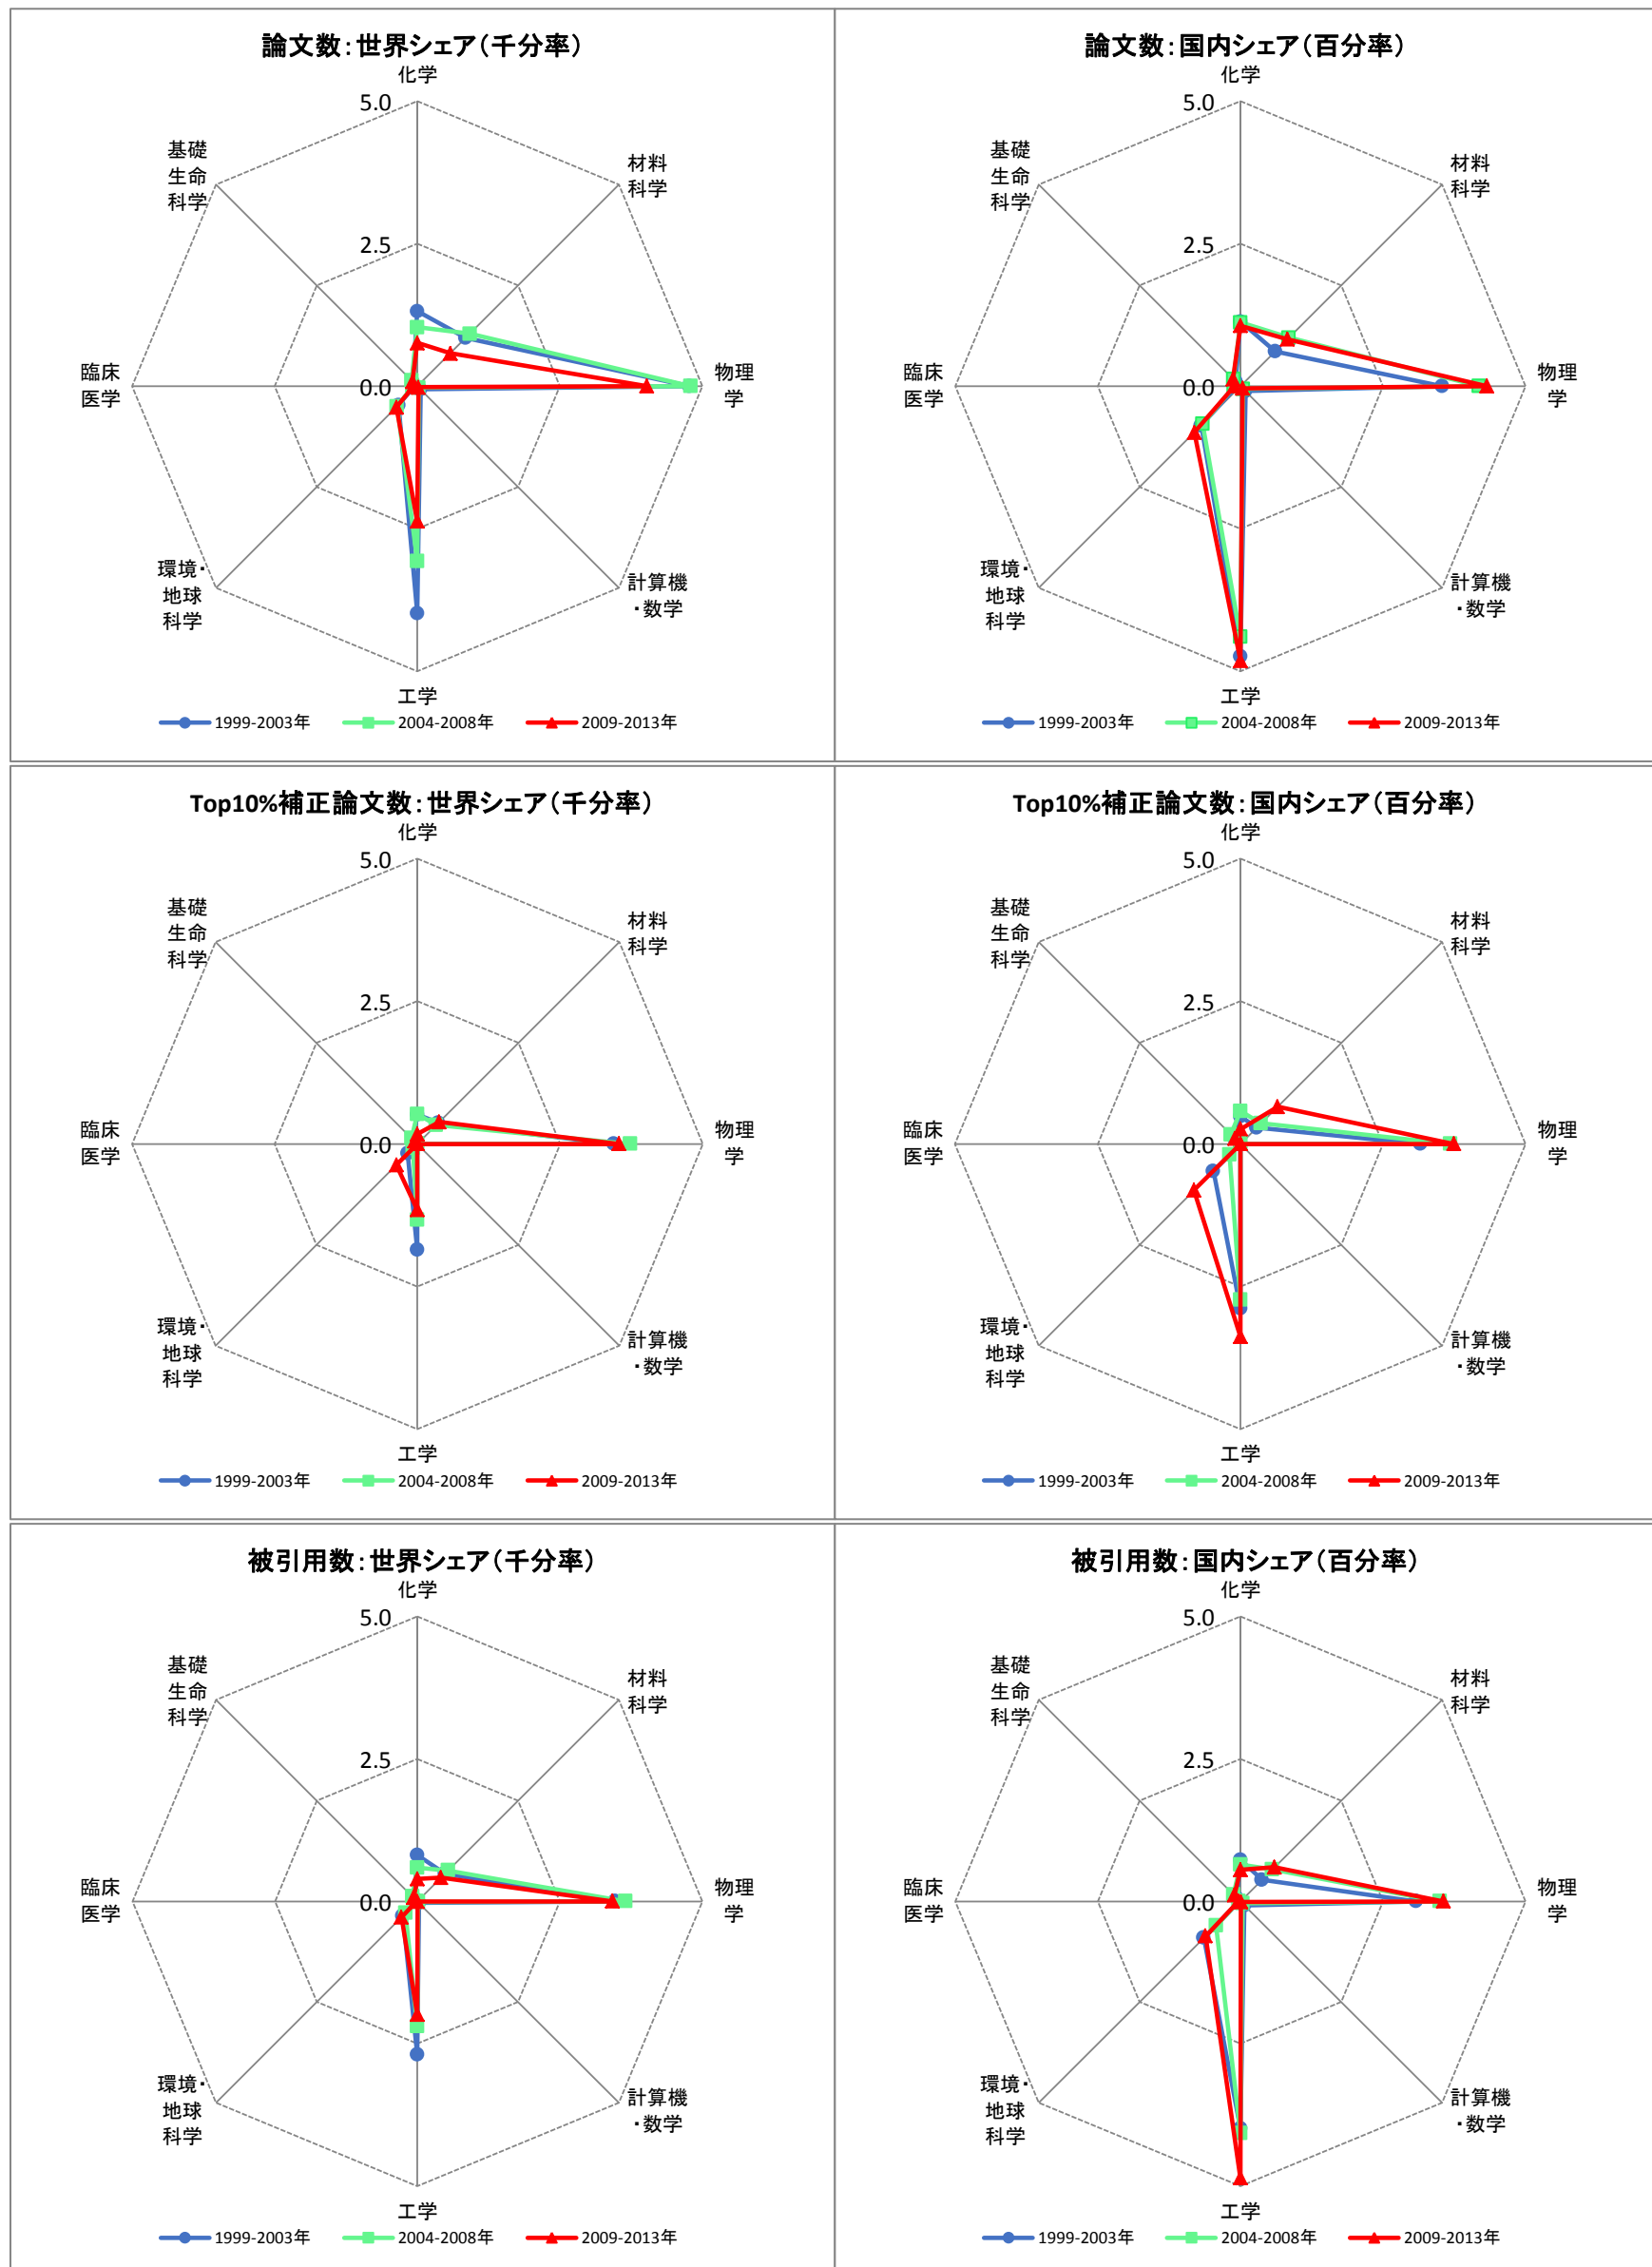 論文数：世界シェア（千分率）
化学
5.0
2.5
0.0
材料
科学
物理
学
計算機
・数学
工学
環境・
地球
科学
臨床
医学
基礎
生命
科学
1999-2003年 2004-2008年 2009-2013年
論文数：国内シェア（百分率）
化学
5.0
2.5
0.0
材料
科学
物理
学
計算機
・数学
工学
環境・
地球
科学
臨床
医学
基礎
生命
科学
1999-2003年 2004-2008年 2009-2013年
Top10%補正論文数：世界シェア（千分率）
化学
5.0
2.5
0.0
材料
科学
物理
学
計算機
・数学
工学
環境・
地球
科学
臨床
医学
基礎
生命
科学
1999-2003年 2004-2008年 2009-2013年
Top10%補正論文数：国内シェア（百分率）
化学
5.0
2.5
0.0
材料
科学
物理
学
計算機
・数学
工学
環境・
地球
科学
臨床
医学
基礎
生命
科学
1999-2003年 2004-2008年 2009-2013年
被引用数：世界シェア（千分率）
化学
5.0
2.5
0.0
材料
科学
物理
学
計算機
・数学
工学
環境・
地球
科学
臨床
医学
基礎
生命
科学
1999-2003年 2004-2008年 2009-2013年
被引用数：国内シェア（百分率）
化学
5.0
2.5
0.0
材料
科学
物理
学
計算機
・数学
工学
環境・
地球
科学
臨床
医学
基礎
生命
科学
1999-2003年 2004-2008年 2009-2013年